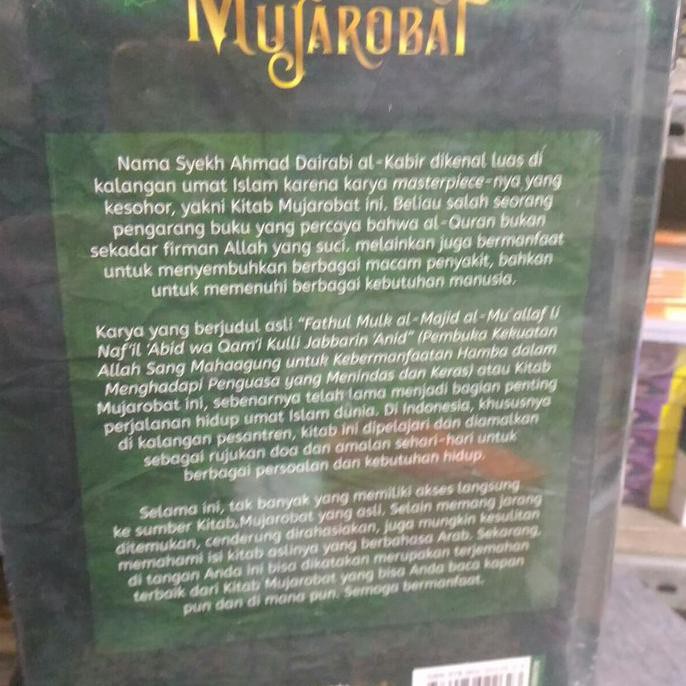 MUJAROBAT
Nama Syekh Ahmad Dairabi al-Kabir dikenal luas di
kalangan umat Islam karena karya masterpiece-nya yang
kesohor, yakni Kitab Mujarobat ini. Beliau salah seorang
pengarang buku yang percaya bahwa al-Quran bukan
sekadar firman Allah yang suci, melainkan juga bermanfaat
untuk menyembuhkan berbagai macam penyakit, bahkan
untuk memenuhi berbagai kebutuhan manusia.
Karya yang berjudul asli "Fathul Mulk al-Majid al-Mu'allaf li
Naf'il 'Abid wa Qam'i Kulli Jabbarin 'Anid" (Pembuka Kekuatan
Allah Sang Mahaagung untuk Kebermanfaatan Hamba dalam
Menghadapi Penguasa yang Menindas dan Keras) atau Kitab
Mujarobat ini, sebenarnya telah lama menjadi bagian penting
perjalanan hidup umat Islam dunia. Di Indonesia, khususnya
di kalangan pesantren, kitab ini dipelajari dan diamalkan
sebagai rujukan doa dan amalan sehari-hari untuk
berbagai persoalan dan kebutuhan hidup.
Selama ini, tak banyak yang memiliki akses langsung
ke sumber Kitab Mujarobat yang asli. Selain memang jarang
ditemukan, cenderung dirahasiakan, juga mungkin kesulitan
memahami isi kitab aslinya yang berbahasa Arab. Sekarang,
di tangan Anda ini bisa dikatakan merupakan terjemahan
terbaik dari Kitab Mujarobat yang bisa Anda baca kapan
pun dan di mana pun. Semoga bermanfaat.